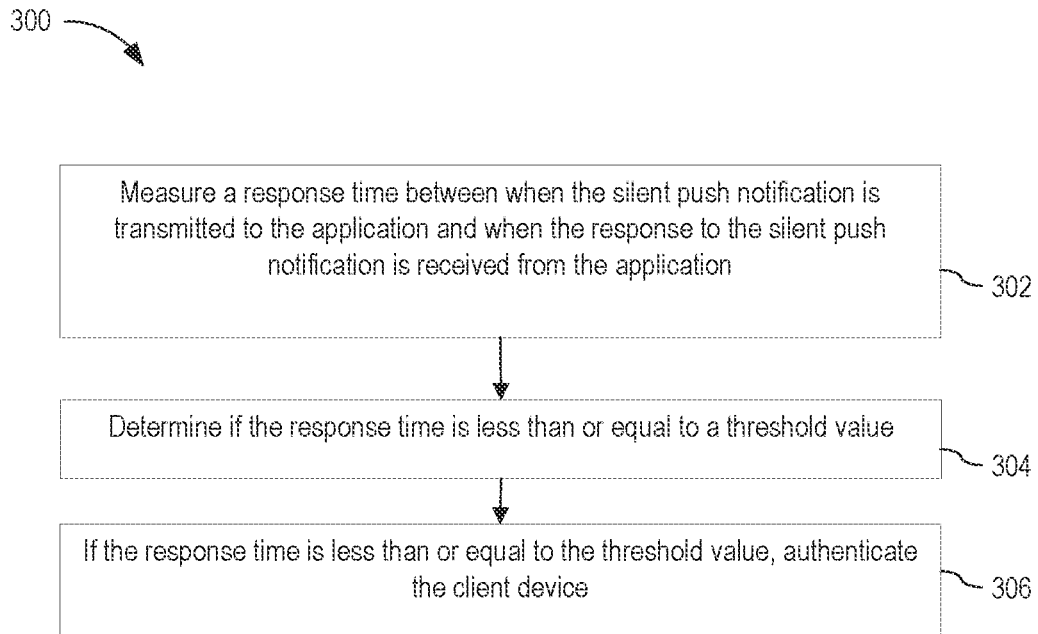 300
Measure a response time between when the silent push notification is
transmitted to the application and when the response to the silent push
notification is received from the application
302
Determine if the response time is less than or equal to a threshold value
304
If the response time is less than or equal to the threshold value, authenticate
the client device
306